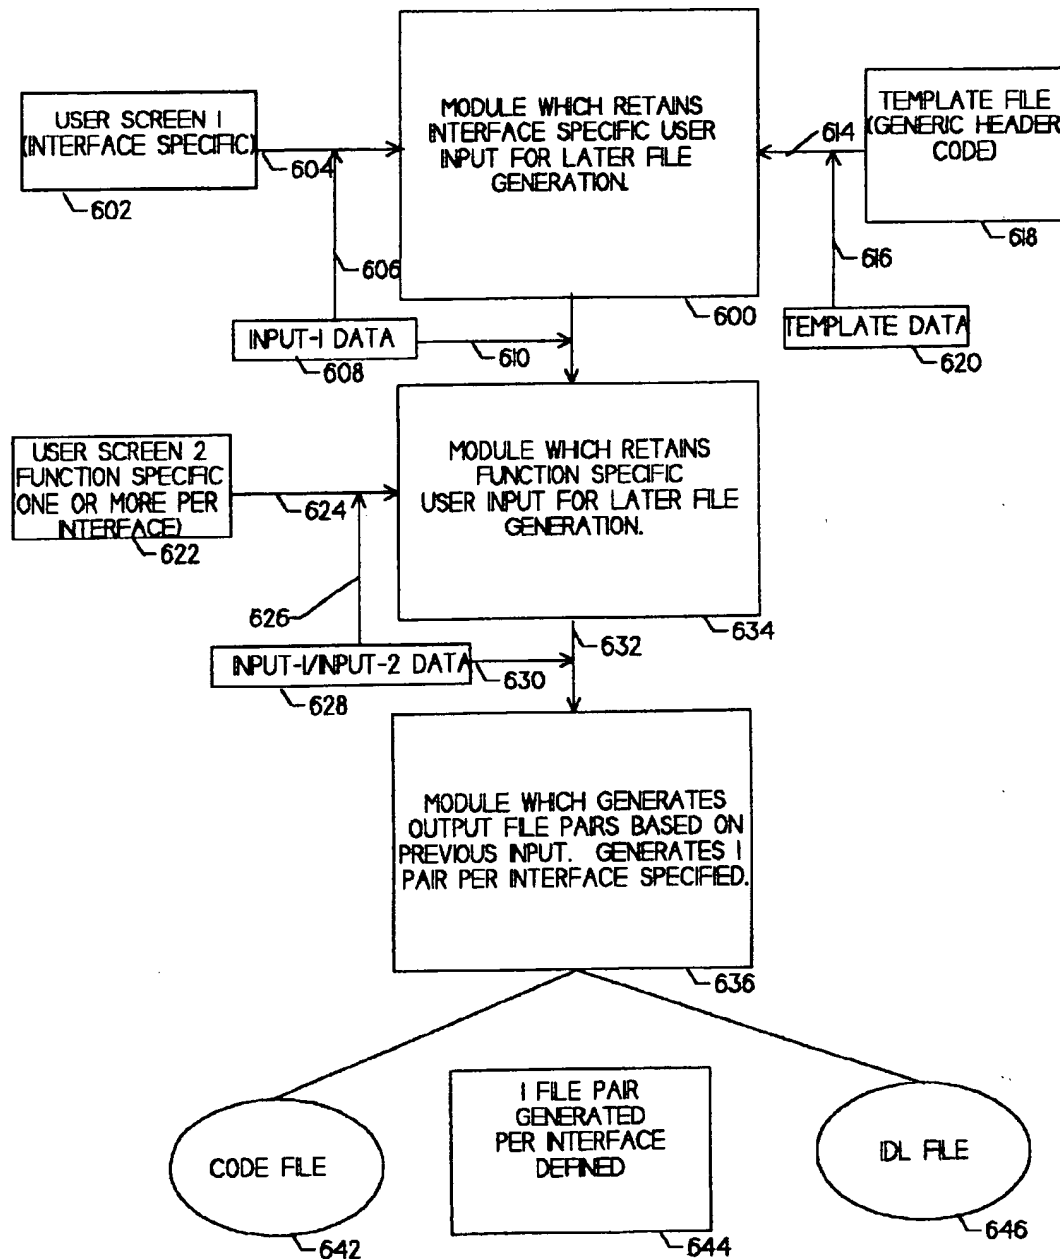 USER SCREEN 1
(INTERFACE SPECIFIC)
602
604
606
MODULE WHICH RETAINS
INTERFACE SPECIFIC USER
INPUT FOR LATER FILE
GENERATION.
600
TEMPLATE FILE
(GENERIC HEADER
CODE)
614
616
618
INPUT-1 DATA
608
610
TEMPLATE DATA
620
USER SCREEN 2
FUNCTION SPECIFIC
ONE OR MORE PER
INTERFACE)
622
624
626
MODULE WHICH RETAINS
FUNCTION SPECIFIC
USER INPUT FOR LATER FILE
GENERATION.
632
634
INPUT-1/INPUT-2 DATA
628
630
MODULE WHICH GENERATES
OUTPUT FILE PAIRS BASED ON
PREVIOUS INPUT. GENERATES 1
PAIR PER INTERFACE SPECIFIED.
636
CODE FILE
642
1 FILE PAIR
GENERATED
PER INTERFACE
DEFINED
644
IDL FILE
646